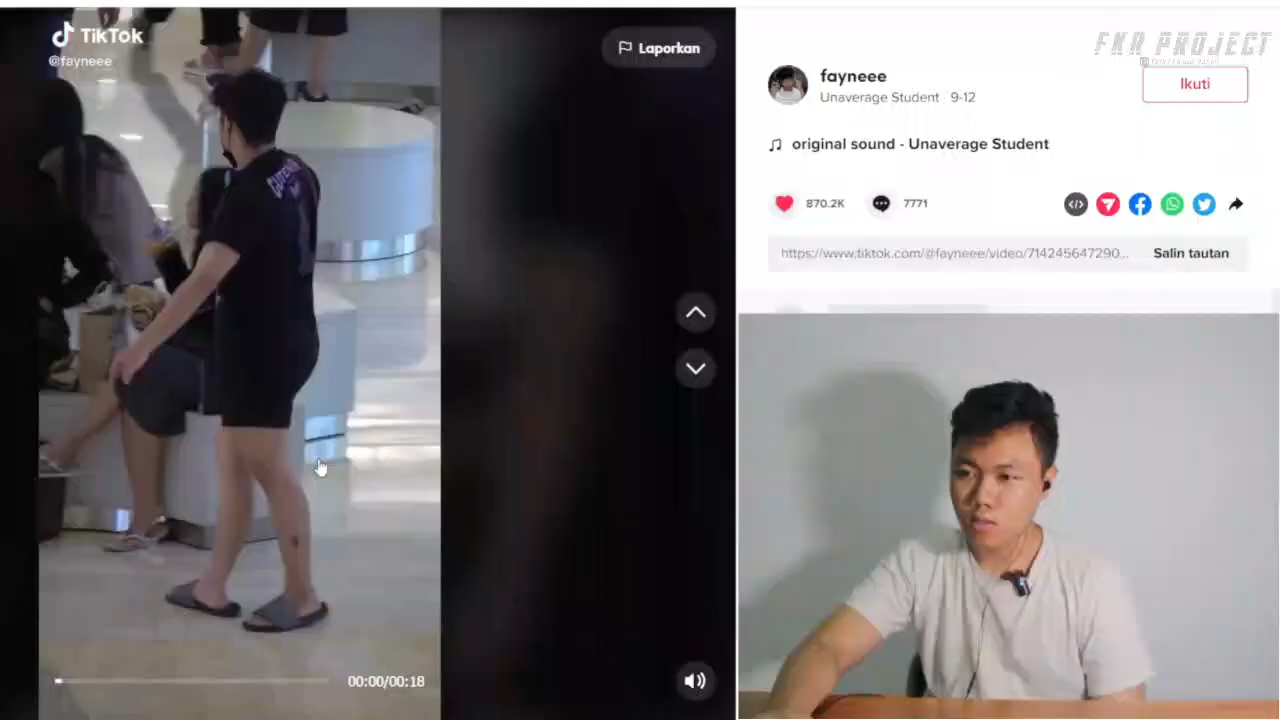 TikTok
@fayneee
Laporkan
FKR PROJECT
fayneee
Unaverage Student · 9-12
Ikuti
original sound - Unaverage Student
870.2K
7771
https://www.tiktok.com/@fayneee/video/714245647290...
Salin tautan
00:00/00:18